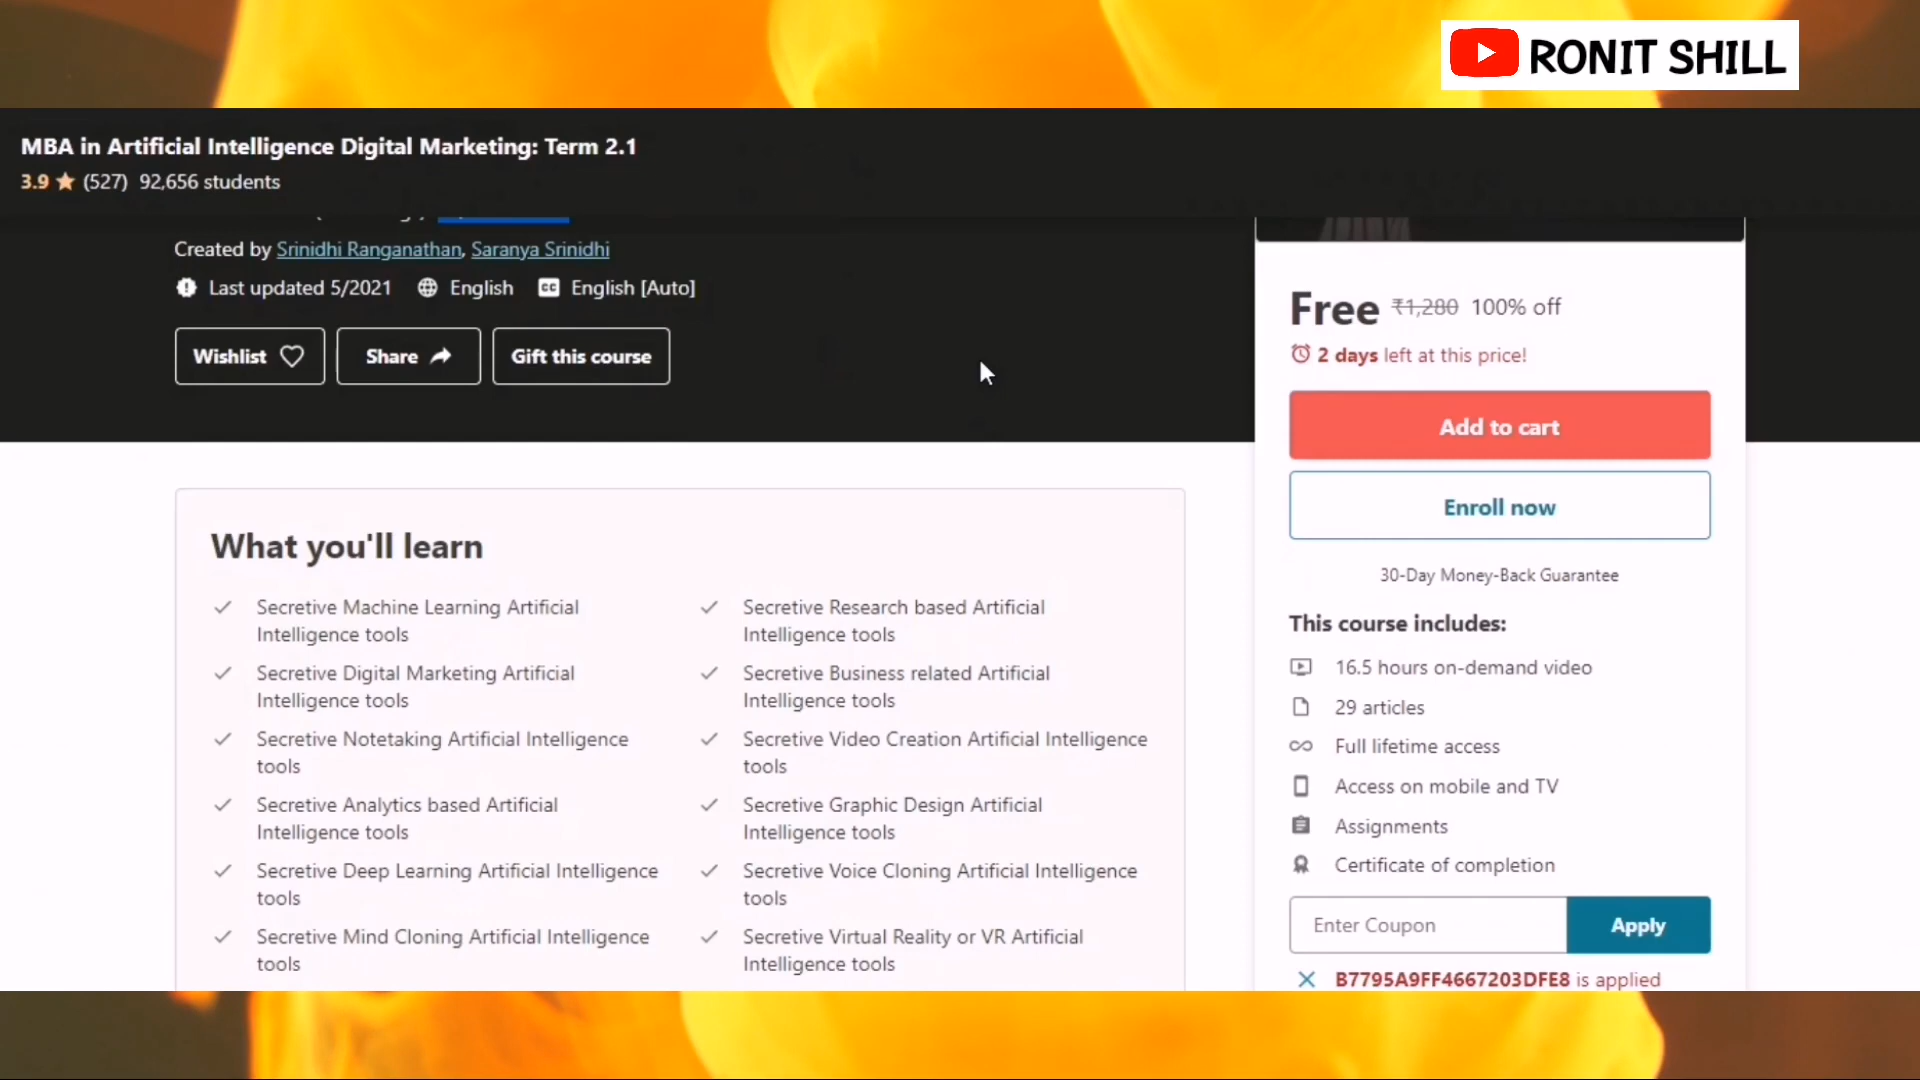 RONIT SHILL
MBA in Artificial Intelligence Digital Marketing: Term 2.1
3.9 ★ (527) 92,656 students
Created by Srinidhi Ranganathan, Saranya Srinidhi
Last updated 5/2021 English CC English [Auto]
Wishlist Share Gift this course
Free ₹1,280 100% off
2 days left at this price!
Add to cart
Enroll now
30-Day Money-Back Guarantee
This course includes:
16.5 hours on-demand video
29 articles
Full lifetime access
Access on mobile and TV
Assignments
Certificate of completion
Enter Coupon Apply
B7795A9FF4667203DFE8 is applied
What you'll learn
Secretive Machine Learning Artificial
Intelligence tools
Secretive Digital Marketing Artificial
Intelligence tools
Secretive Notetaking Artificial Intelligence
tools
Secretive Analytics based Artificial
Intelligence tools
Secretive Deep Learning Artificial Intelligence
tools
Secretive Mind Cloning Artificial Intelligence
tools
Secretive Research based Artificial
Intelligence tools
Secretive Business related Artificial
Intelligence tools
Secretive Video Creation Artificial Intelligence
tools
Secretive Graphic Design Artificial
Intelligence tools
Secretive Voice Cloning Artificial Intelligence
tools
Secretive Virtual Reality or VR Artificial
Intelligence tools